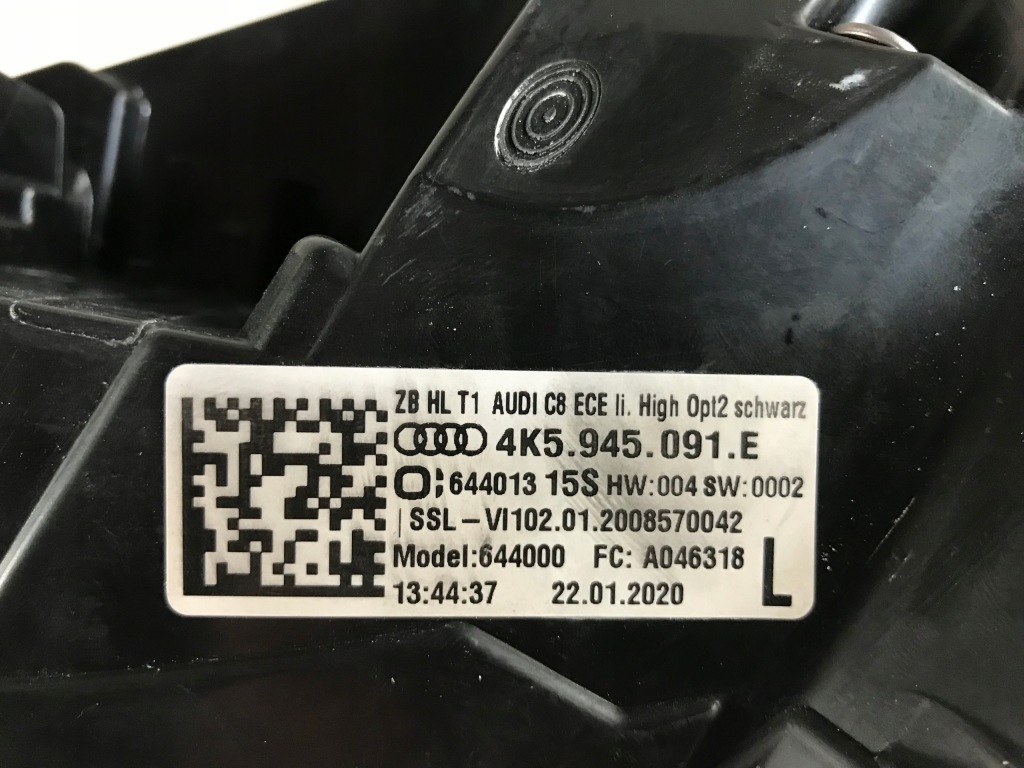 ZB HL T1 AUDI C8 ECE li. High Opt2 schwarz
4K5.945.091.E
644013 15S HW:004 SW:0002
SSL-VI102.01.2008570042
Model:644000 FC: A046318
13:44:37 22.01.2020 L